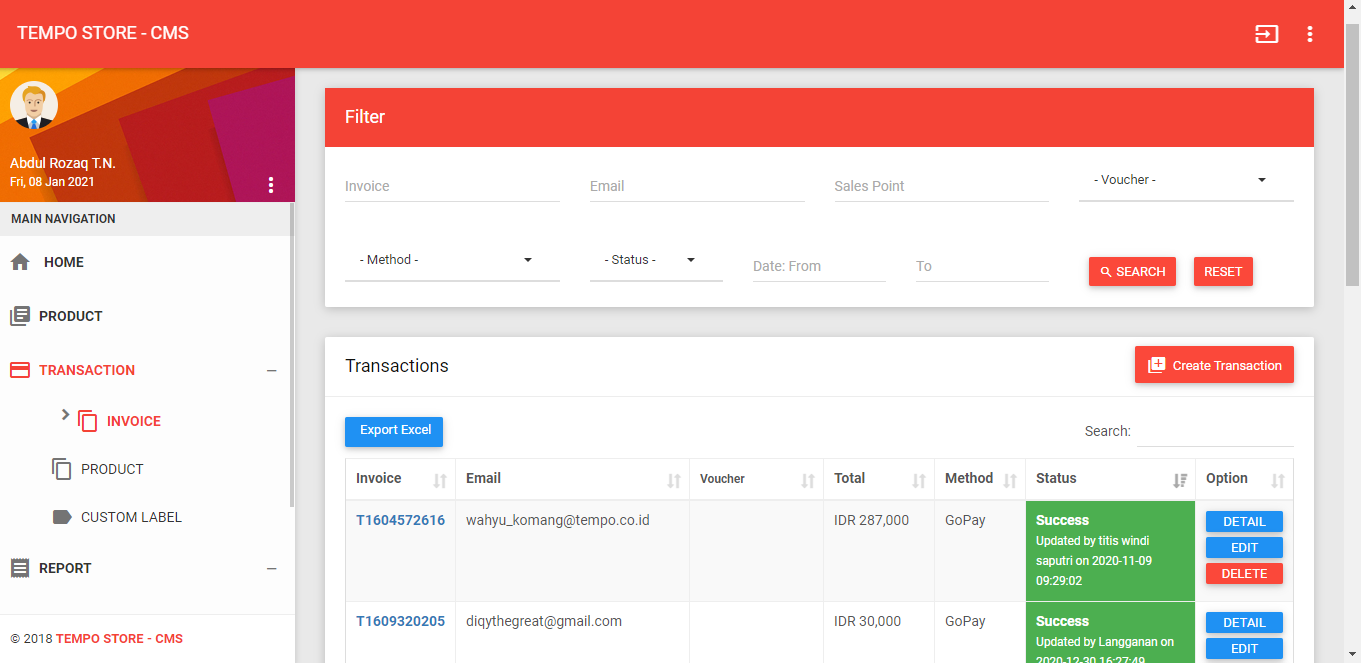 TEMPO STORE - CMS
Abdul Rozaq T.N.
Fri, 08 Jan 2021
MAIN NAVIGATION
HOME
PRODUCT
TRANSACTION
INVOICE
PRODUCT
CUSTOM LABEL
REPORT
© 2018 TEMPO STORE - CMS
Filter
Invoice Email Sales Point - Voucher -
- Method - - Status - Date: From To SEARCH RESET
Transactions Create Transaction
Export Excel Search:
Invoice Email Voucher Total Method Status Option
T1604572616 wahyu_komang@tempo.co.id IDR 287,000 GoPay Success DETAIL
Updated by titis windi
saputri on 2020-11-09 EDIT
09:29:02 DELETE
T1609320205 diqythegreat@gmail.com IDR 30,000 GoPay Success DETAIL
Updated by Langganan on EDIT
2020-12-30 16:27:49